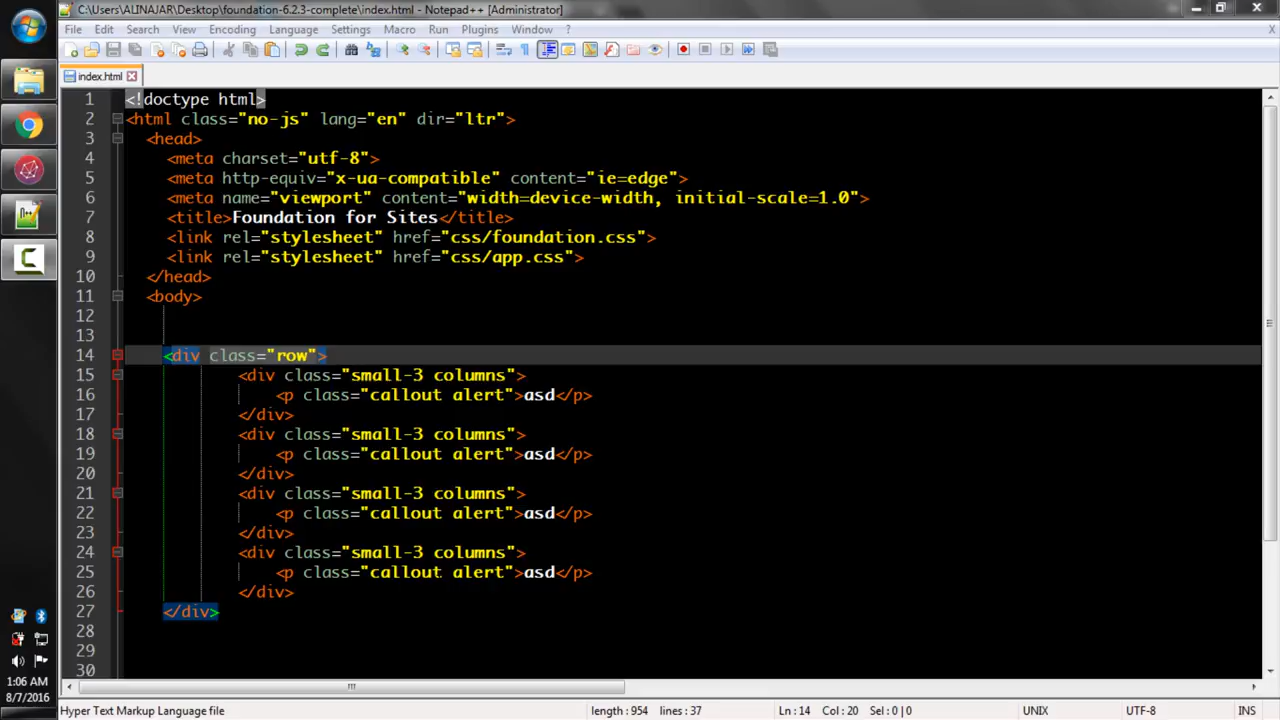 C:\Users\ALINAJAR\Desktop\foundation-6.2.3-complete\index.html - Notepad++ [Administrator]
File Edit Search View Encoding Language Settings Macro Run Plugins Window ?
X
index.html
1 <!doctype html>
2 <html class="no-js" lang="en" dir="ltr">
3 <head>
4 <meta charset="utf-8">
5 <meta http-equiv="x-ua-compatible" content="ie=edge">
6 <meta name="viewport" content="width=device-width, initial-scale=1.0">
7 <title>Foundation for Sites</title>
8 <link rel="stylesheet" href="css/foundation.css">
9 <link rel="stylesheet" href="css/app.css">
10 </head>
11 <body>
12
13
14 <div class="row">
15 <div class="small-3 columns">
16 <p class="callout alert">asd</p>
17 </div>
18 <div class="small-3 columns">
19 <p class="callout alert">asd</p>
20 </div>
21 <div class="small-3 columns">
22 <p class="callout alert">asd</p>
23 </div>
24 <div class="small-3 columns">
25 <p class="callout alert">asd</p>
26 </div>
27 </div>
28
29
30
1:06 AM
8/7/2016
Hyper Text Markup Language file length : 954 lines : 37 Ln : 14 Col : 20 Sel : 0 | 0 UNIX UTF-8 INS